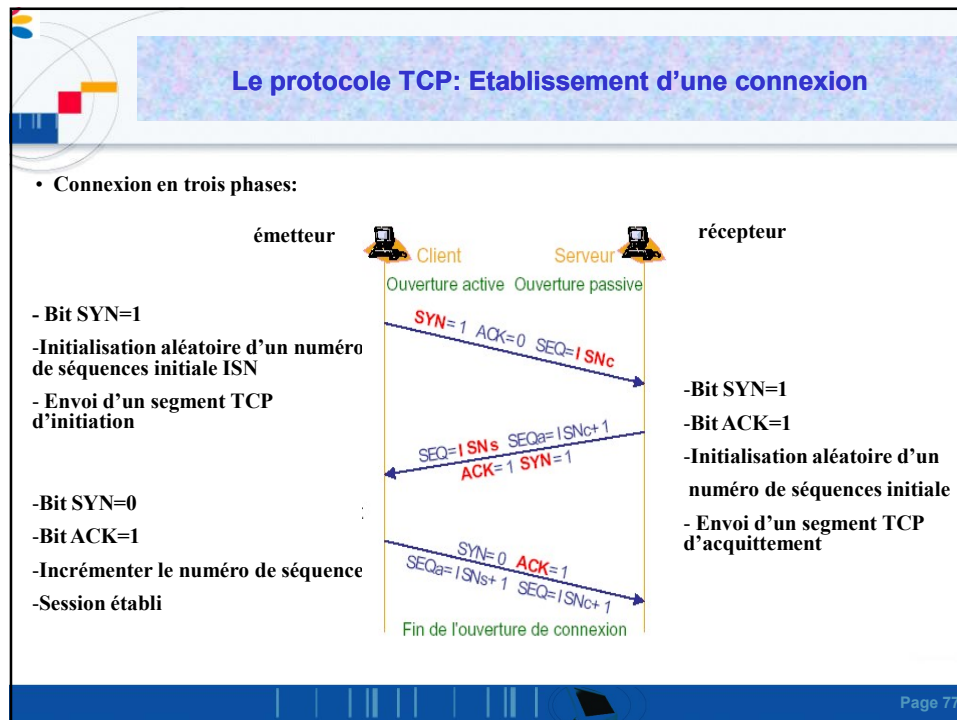 Le protocole TCP: Etablissement d'une connexion
• Connexion en trois phases:
émetteur
récepteur
Client
Serveur
Ouverture active
Ouverture passive
- Bit SYN=1
-Initialisation aléatoire d'un numéro
de séquences initiale ISN
- Envoi d'un segment TCP
d'initiation
SYN= 1 ACK=0 SEQ=ISNc
-Bit SYN=1
-Bit ACK=1
-Initialisation aléatoire d'un
numéro de séquences initiale
- Envoi d'un segment TCP
d'acquittement
SEQ=ISNs SEQa=ISNc+1
ACK=1 SYN=1
-Bit SYN=0
-Bit ACK=1
-Incrémenter le numéro de séquence
-Session établi
:
SYN=0 ACK=1
SEQa=ISNs+1 SEQ=ISNc+1
Fin de l'ouverture de connexion
Page 77